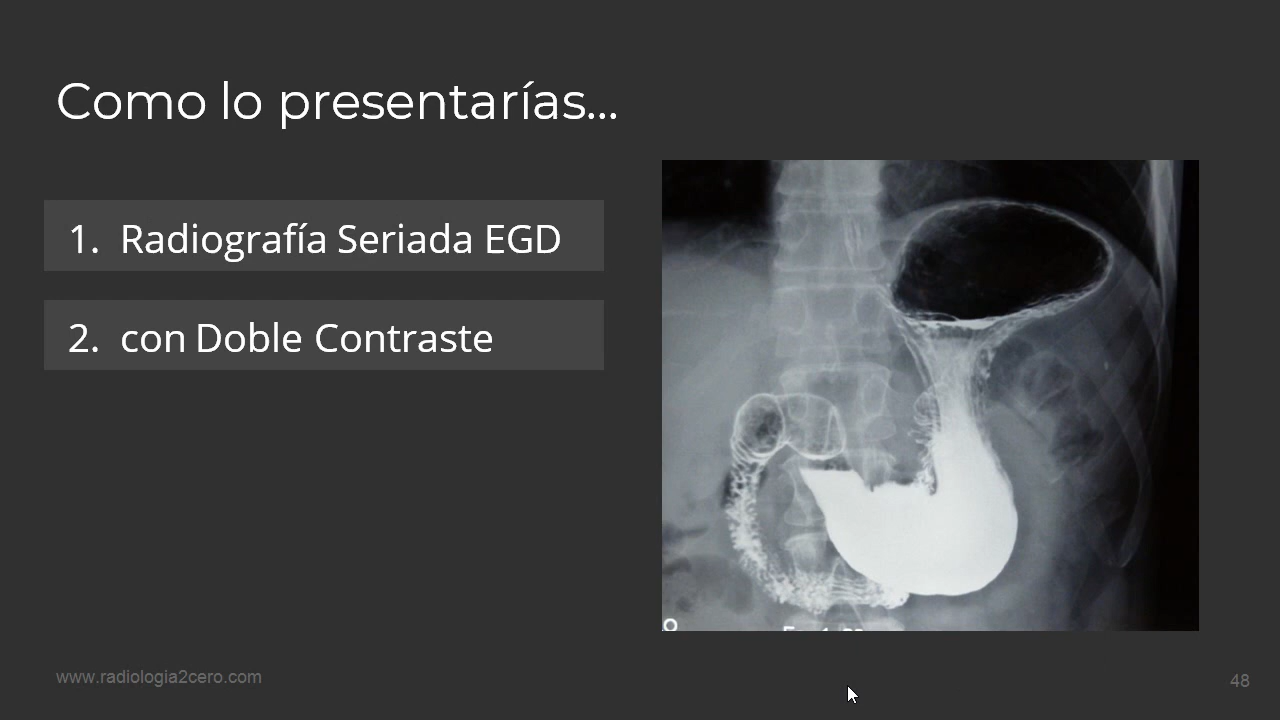 Como lo presentarías...
1. Radiografía Seriada EGD
2. con Doble Contraste
www.radiologia2cero.com
48